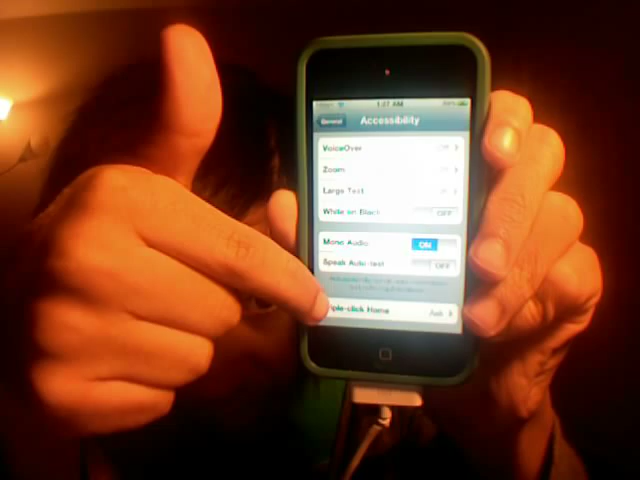 1:27 AM
General
Accessibility
VoiceOver
Zoom
Large Text
White on Black OFF
Mono Audio ON
Speak Auto-text OFF
iple-click Home Ask